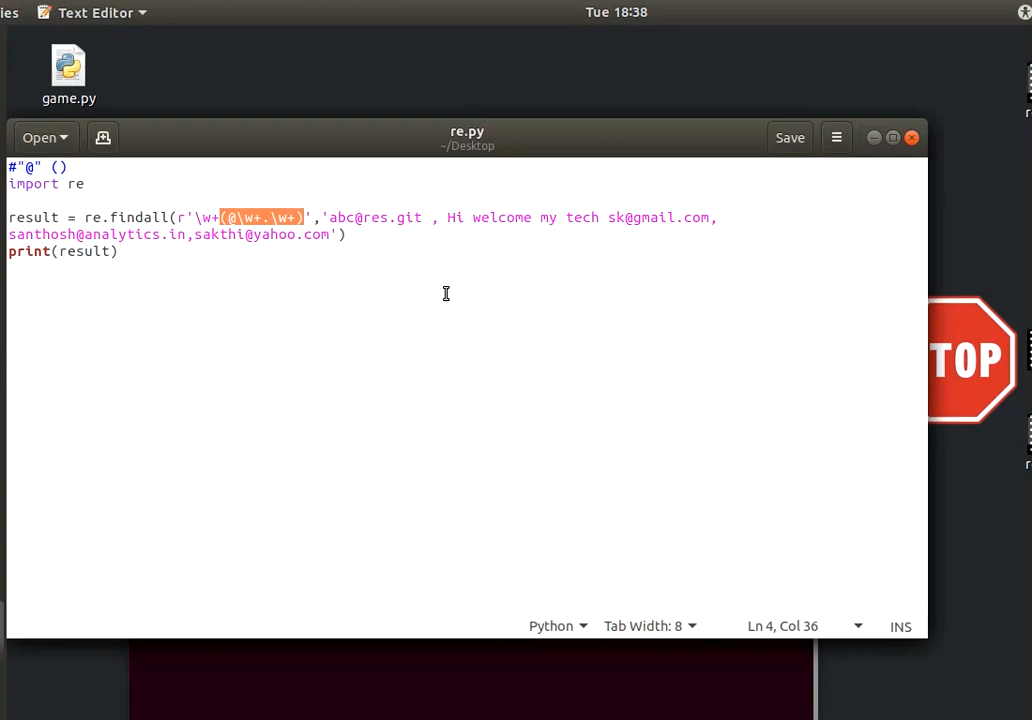 ies Text Editor Tue 18:38
game.py
Open re.py Save
~/Desktop
#"@" ()
import re
result = re.findall(r'\w+(@\w+.\w+)','abc@res.git , Hi welcome my tech sk@gmail.com,
santhosh@analytics.in,sakthi@yahoo.com')
print(result)
TOP
Python Tab Width: 8 Ln 4, Col 36 INS